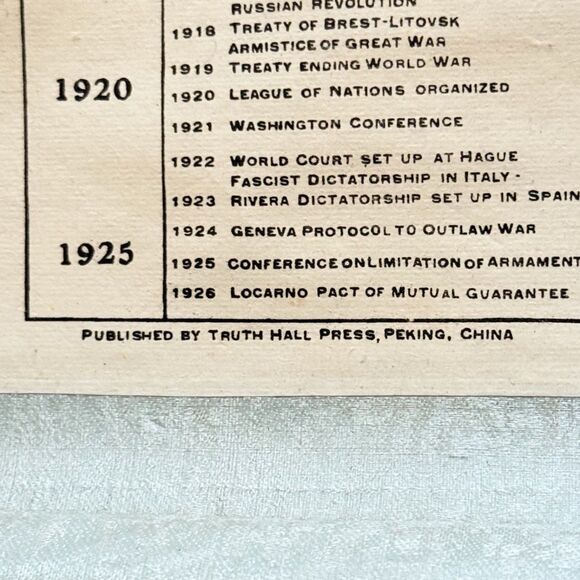 RUSSIAN REVOLUTION
1918 TREATY OF BREST-LITOVSK
ARMISTICE OF GREAT WAR
1919 TREATY ENDING WORLD WAR
1920
1920 LEAGUE OF NATIONS ORGANIZED
1921 WASHINGTON CONFERENCE
1922 WORLD COURT SET UP AT HAGUE
FASCIST DICTATORSHIP IN ITALY -
1923 RIVERA DICTATORSHIP SET UP IN SPAIN
1924 GENEVA PROTOCOL TO OUTLAW WAR
1925
1925 CONFERENCE ON LIMITATION OF ARMAMENT
1926 LOCARNO PACT OF MUTUAL GUARANTEE
PUBLISHED BY TRUTH HALL PRESS, PEKING, CHINA